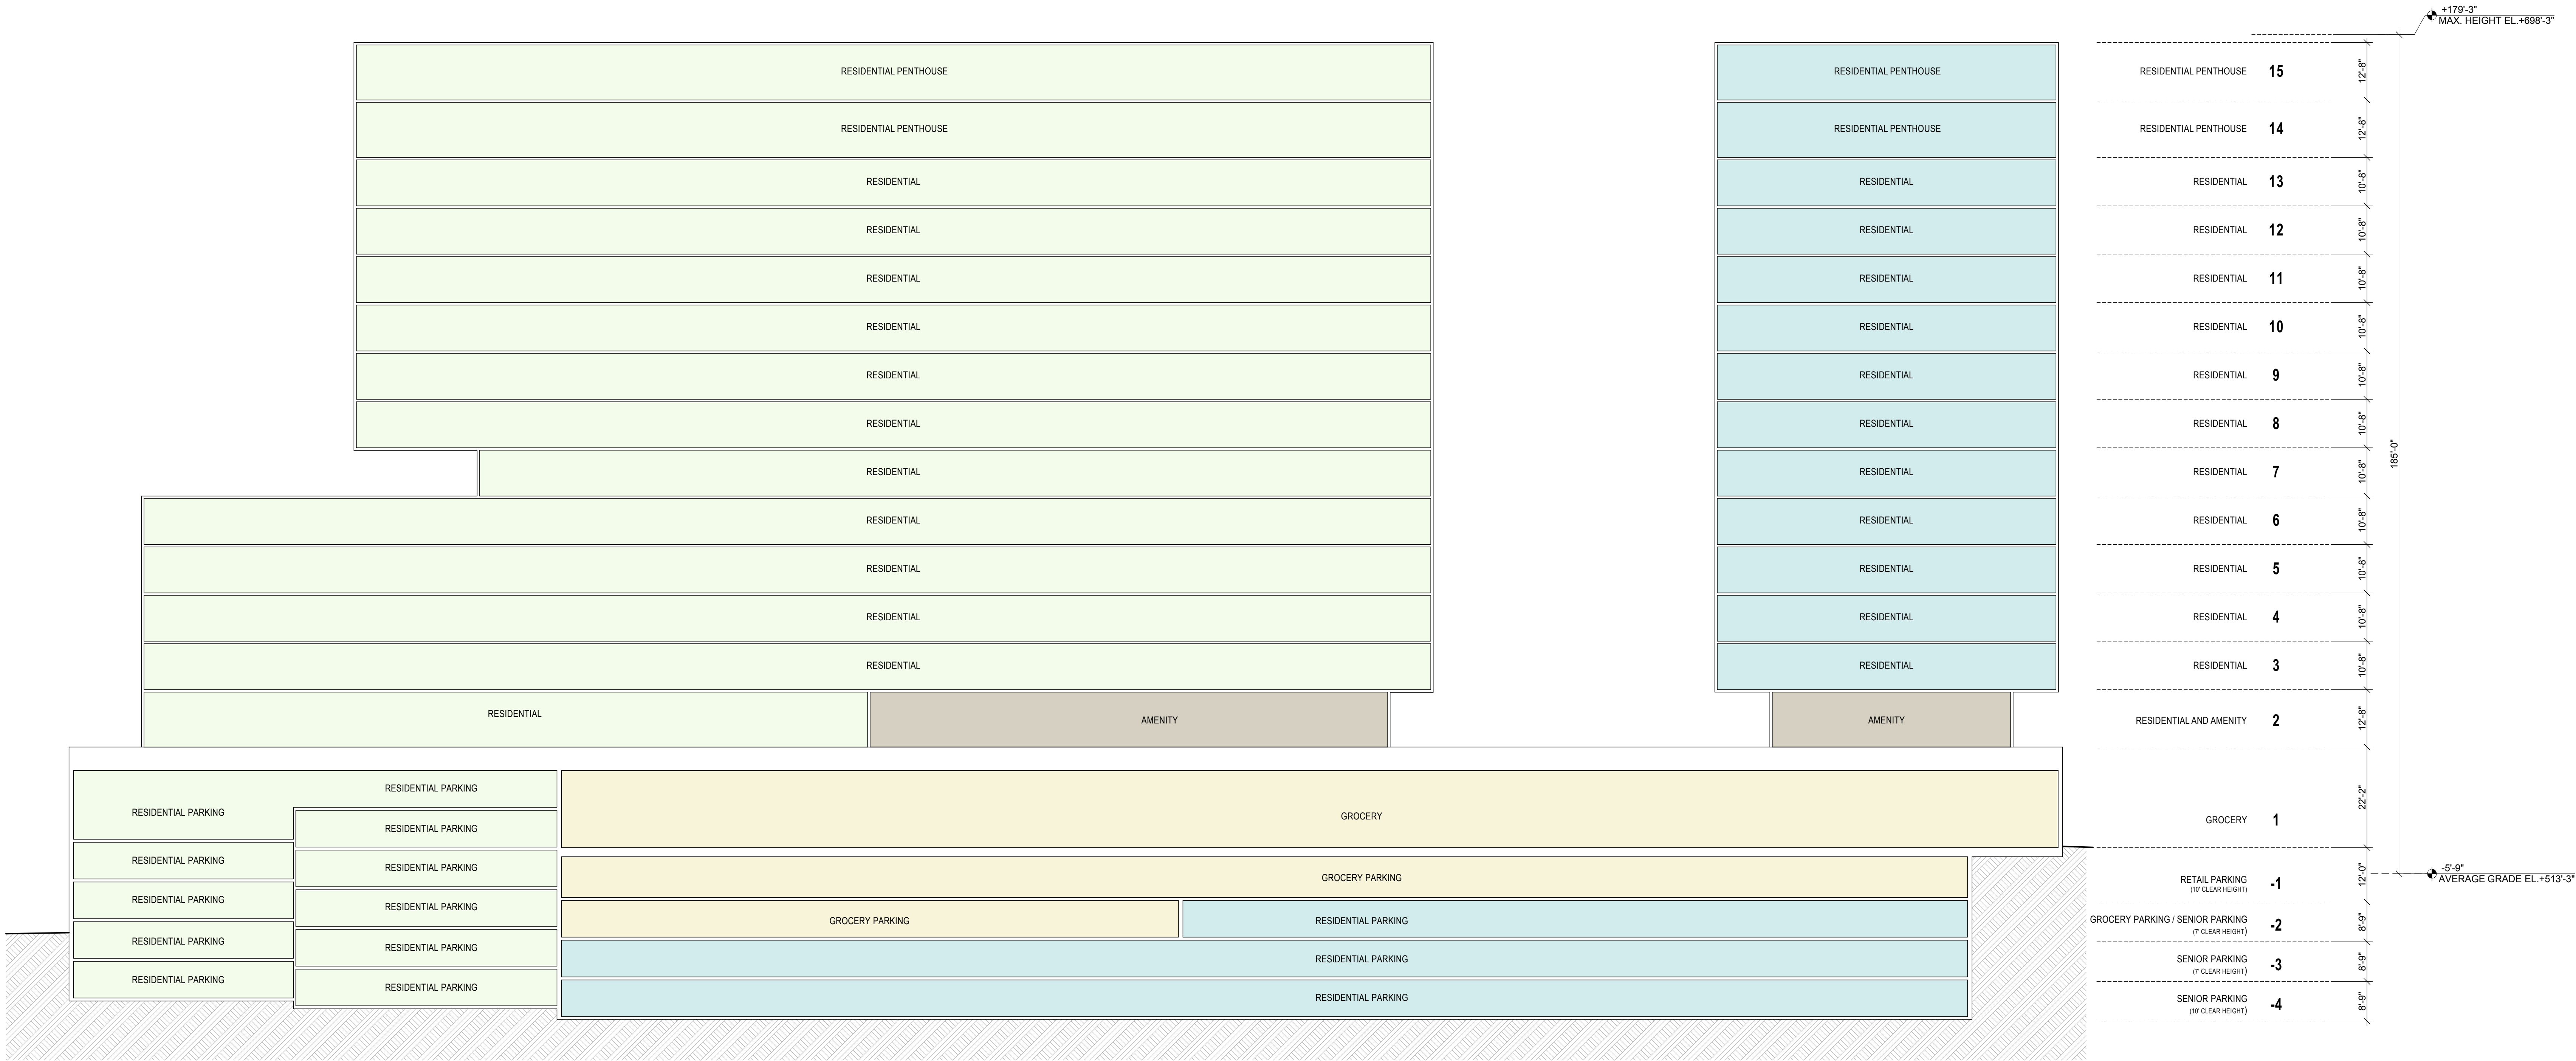 +179'-3"
MAX. HEIGHT EL.+698'-3"
RESIDENTIAL PENTHOUSE RESIDENTIAL PENTHOUSE RESIDENTIAL PENTHOUSE 15 12'-8"
RESIDENTIAL PENTHOUSE RESIDENTIAL PENTHOUSE RESIDENTIAL PENTHOUSE 14 12'-8"
RESIDENTIAL RESIDENTIAL RESIDENTIAL 13 10'-8"
RESIDENTIAL RESIDENTIAL RESIDENTIAL 12 10'-8"
RESIDENTIAL RESIDENTIAL RESIDENTIAL 11 10'-8"
RESIDENTIAL RESIDENTIAL RESIDENTIAL 10 10'-8"
RESIDENTIAL RESIDENTIAL RESIDENTIAL 9 10'-8"
RESIDENTIAL RESIDENTIAL RESIDENTIAL 8 10'-8"
185'-0"
RESIDENTIAL RESIDENTIAL RESIDENTIAL 7 10'-8"
RESIDENTIAL RESIDENTIAL RESIDENTIAL 6 10'-8"
RESIDENTIAL RESIDENTIAL RESIDENTIAL 5 10'-8"
RESIDENTIAL RESIDENTIAL RESIDENTIAL 4 10'-8"
RESIDENTIAL RESIDENTIAL RESIDENTIAL 3 10'-8"
RESIDENTIAL AMENITY AMENITY RESIDENTIAL AND AMENITY 2 12'-8"
RESIDENTIAL PARKING
RESIDENTIAL PARKING GROCERY GROCERY 1 22'-2"
RESIDENTIAL PARKING
RESIDENTIAL PARKING RESIDENTIAL PARKING
GROCERY PARKING RETAIL PARKING -1 12'-0"
(10' CLEAR HEIGHT)
-5'-9"
AVERAGE GRADE EL.+513'-3"
RESIDENTIAL PARKING RESIDENTIAL PARKING
GROCERY PARKING RESIDENTIAL PARKING GROCERY PARKING / SENIOR PARKING -2 8'-9"
(7' CLEAR HEIGHT)
RESIDENTIAL PARKING RESIDENTIAL PARKING
RESIDENTIAL PARKING SENIOR PARKING -3 8'-9"
(7' CLEAR HEIGHT)
RESIDENTIAL PARKING RESIDENTIAL PARKING
RESIDENTIAL PARKING SENIOR PARKING -4 8'-9"
(10' CLEAR HEIGHT)